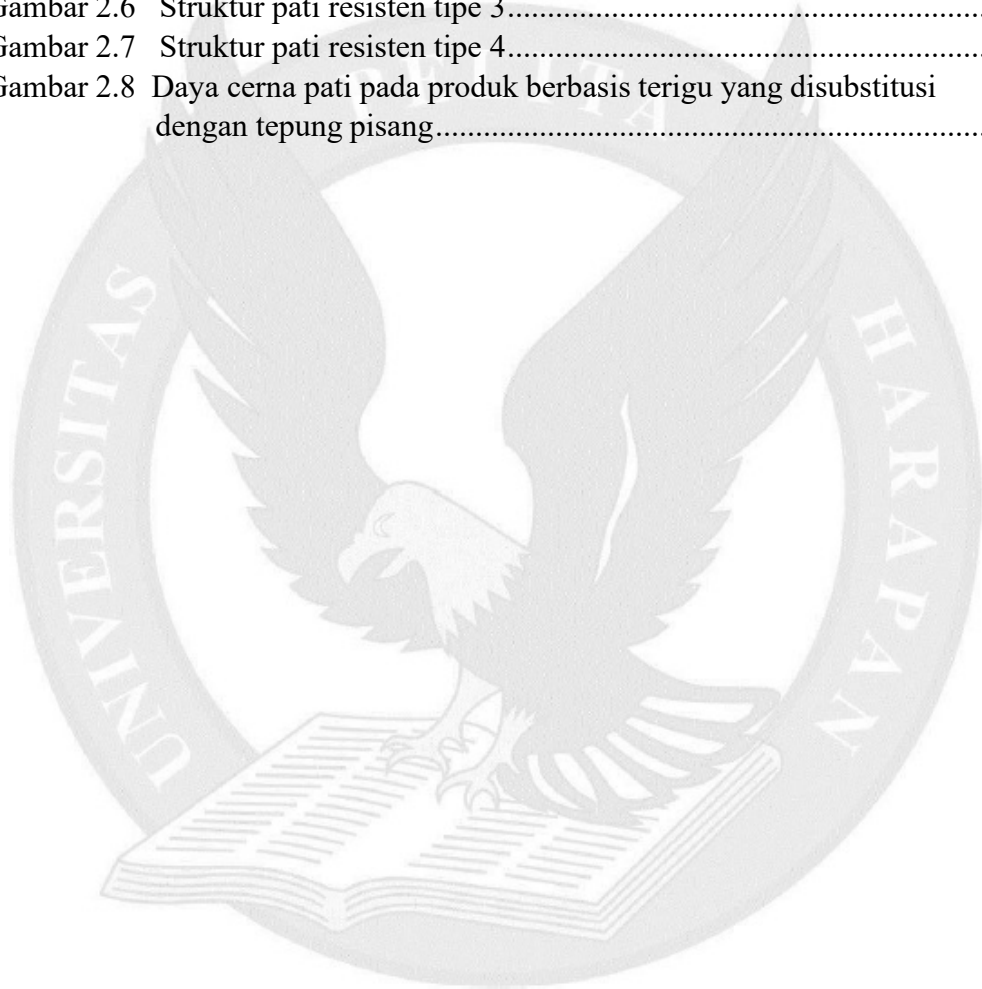 Gambar 2.6 Struktur pati resisten tipe 3..........................................................
Gambar 2.7 Struktur pati resisten tipe 4..........................................................
Gambar 2.8 Daya cerna pati pada produk berbasis terigu yang disubstitusi
dengan tepung pisang...................................................................
UNIVERSITAS PELITA HARAPAN